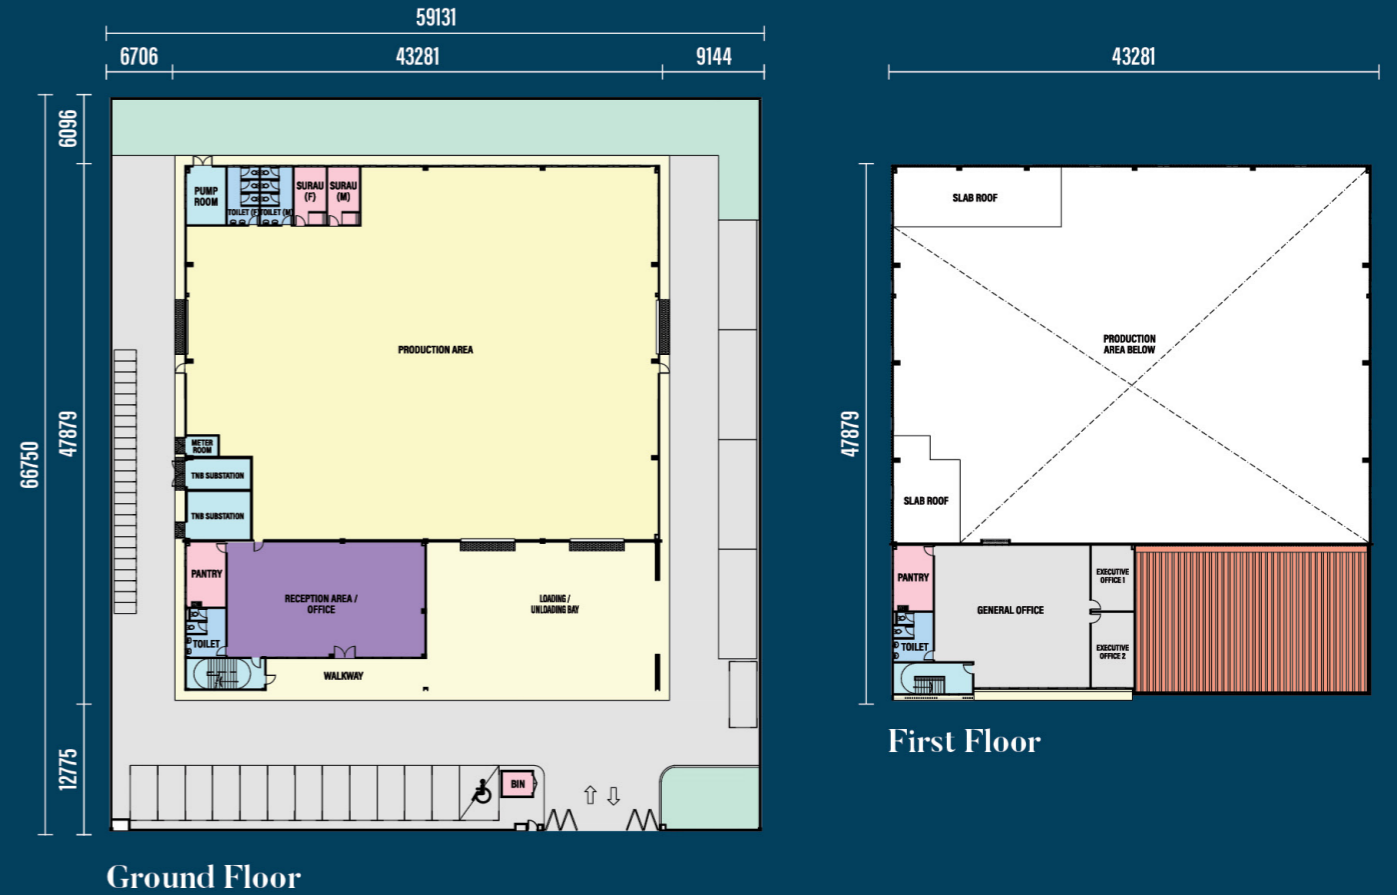 59131
6706
43281
9144
6096
47879
66750
12775
PUMP
ROOM
TOILET (F)
TOILET (M)
SURAU
(F)
SURAU
(M)
PRODUCTION AREA
METER
ROOM
TNB SUBSTATION
TNB SUBSTATION
PANTRY
RECEPTION AREA /
OFFICE
LOADING /
UNLOADING BAY
TOILET
WALKWAY
BIN
Ground Floor
43281
47879
SLAB ROOF
PRODUCTION
AREA BELOW
SLAB ROOF
PANTRY
GENERAL OFFICE
EXECUTIVE
OFFICE 1
TOILET
EXECUTIVE
OFFICE 2
First Floor